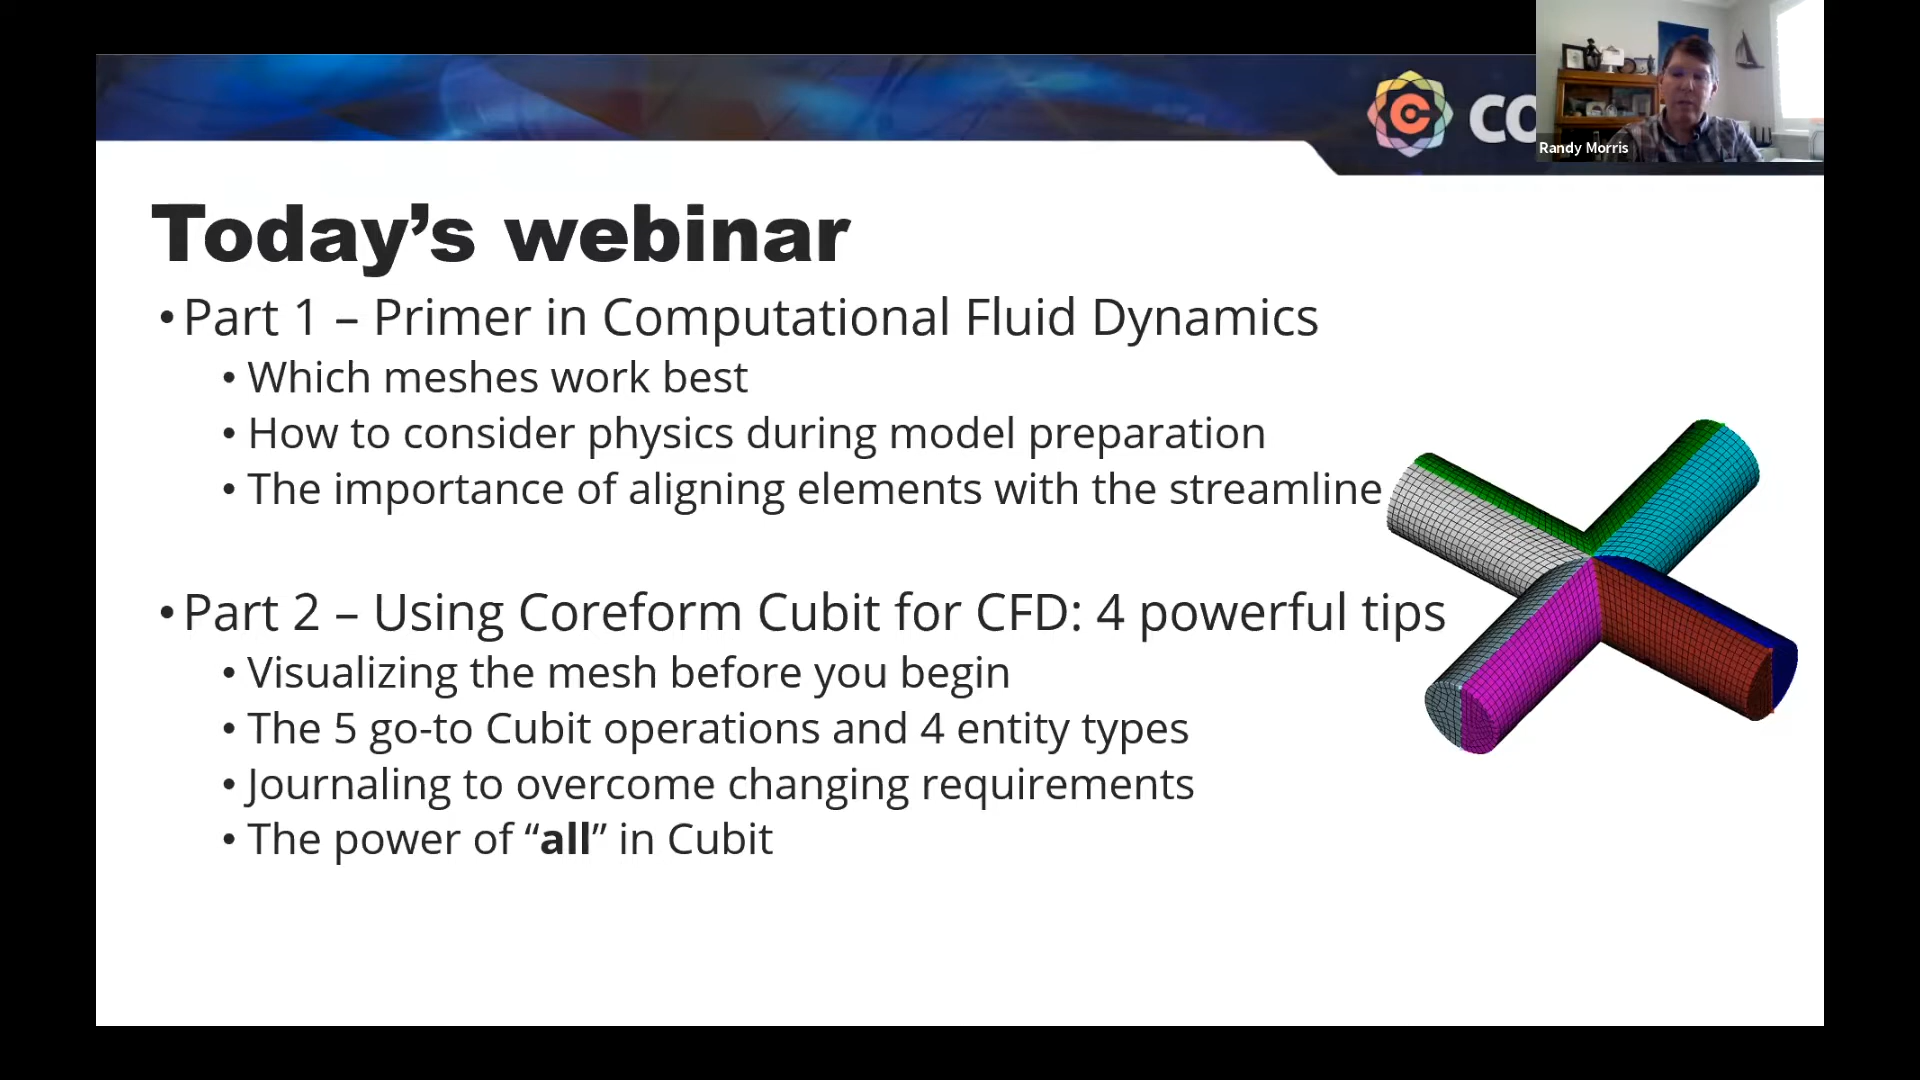 CO
Randy Morris
Today’s webinar
• Part 1 – Primer in Computational Fluid Dynamics
• Which meshes work best
• How to consider physics during model preparation
• The importance of aligning elements with the streamline
• Part 2 – Using Coreform Cubit for CFD: 4 powerful tips
• Visualizing the mesh before you begin
• The 5 go-to Cubit operations and 4 entity types
• Journaling to overcome changing requirements
• The power of “all” in Cubit